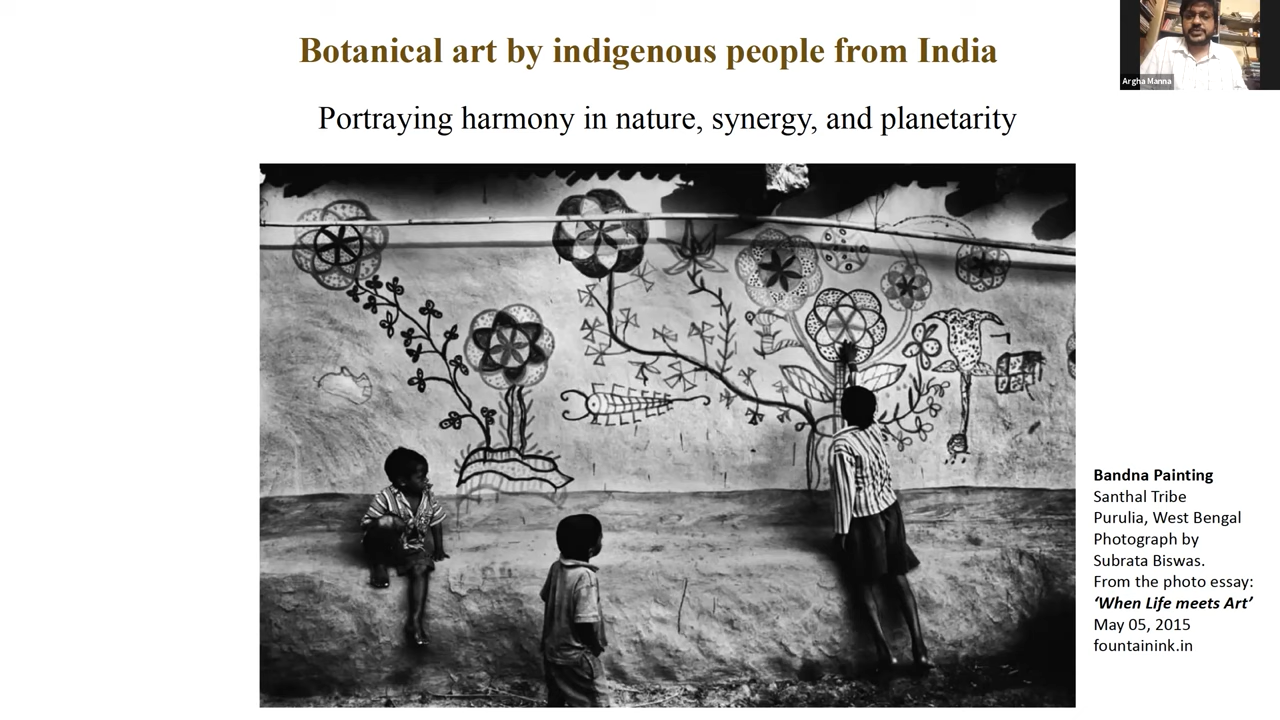 Botanical art by indigenous people from India
Portraying harmony in nature, synergy, and planetarity
Argha Manna
Bandna Painting
Santhal Tribe
Purulia, West Bengal
Photograph by
Subrata Biswas.
From the photo essay:
‘When Life meets Art’
May 05, 2015
fountainink.in